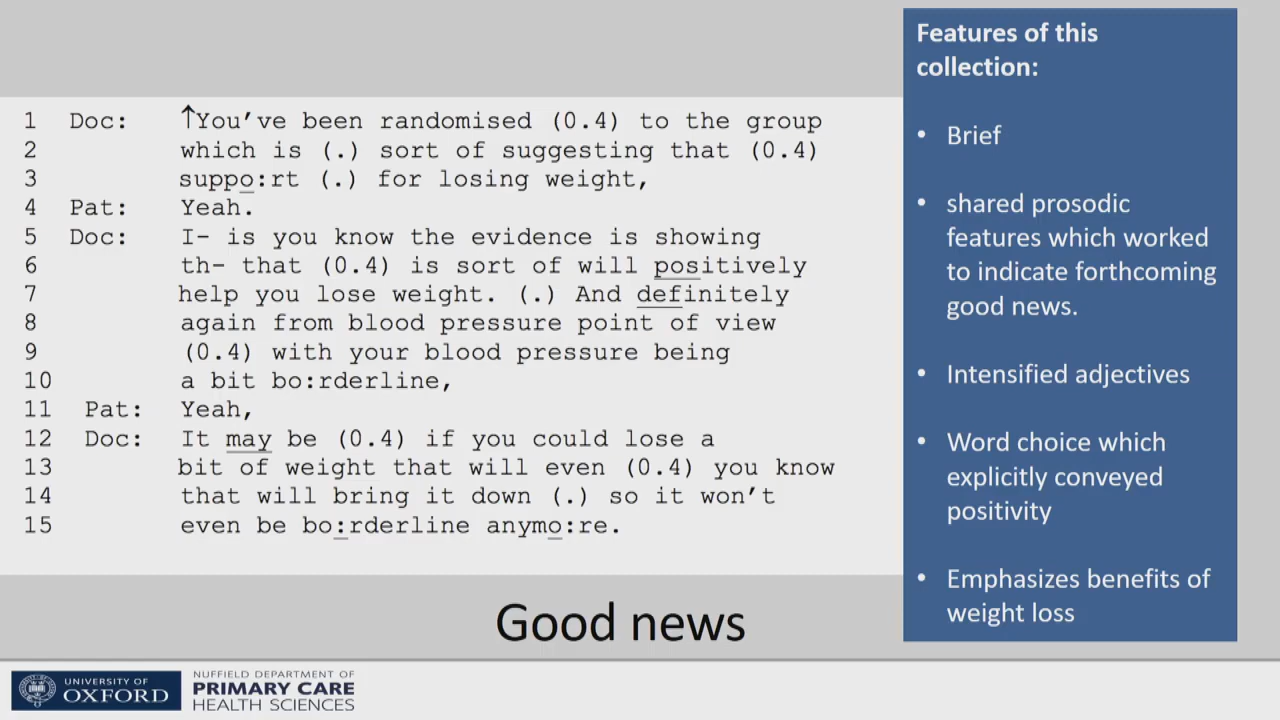 1 Doc: ↑You've been randomised (0.4) to the group
2 which is (.) sort of suggesting that (0.4)
3 suppo:rt (.) for losing weight,
4 Pat: Yeah.
5 Doc: I- is you know the evidence is showing
6 th- that (0.4) is sort of will positively
7 help you lose weight. (.) And definitely
8 again from blood pressure point of view
9 (0.4) with your blood pressure being
10 a bit bo:rderline,
11 Pat: Yeah,
12 Doc: It may be (0.4) if you could lose a
13 bit of weight that will even (0.4) you know
14 that will bring it down (.) so it won't
15 even be bo:rderline anymo:re.
Features of this
collection:
• Brief
• shared prosodic
features which worked
to indicate forthcoming
good news.
• Intensified adjectives
• Word choice which
explicitly conveyed
positivity
• Emphasizes benefits of
weight loss
Good news
UNIVERSITY OF
OXFORD
NUFFIELD DEPARTMENT OF
PRIMARY CARE
HEALTH SCIENCES